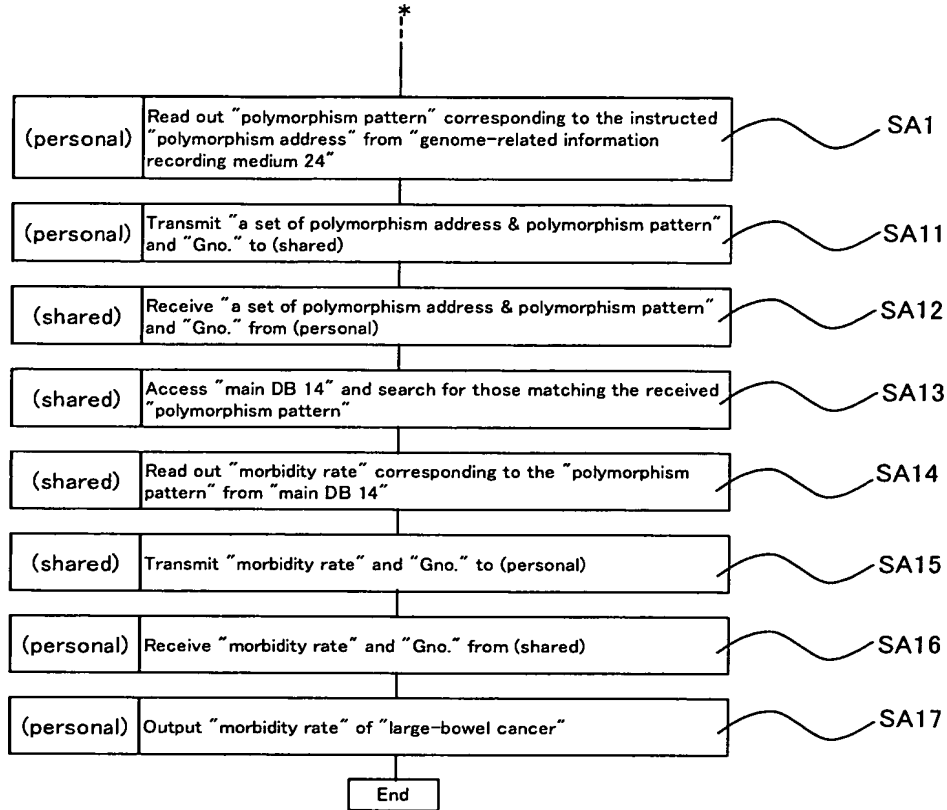 *
(personal)
Read out "polymorphism pattern" corresponding to the instructed
"polymorphism address" from "genome-related information
recording medium 24"
SA1
(personal)
Transmit "a set of polymorphism address & polymorphism pattern"
and "Gno." to (shared)
SA11
(shared)
Receive "a set of polymorphism address & polymorphism pattern"
and "Gno." from (personal)
SA12
(shared)
Access "main DB 14" and search for those matching the received
"polymorphism pattern"
SA13
(shared)
Read out "morbidity rate" corresponding to the "polymorphism
pattern" from "main DB 14"
SA14
(shared)
Transmit "morbidity rate" and "Gno." to (personal)
SA15
(personal)
Receive "morbidity rate" and "Gno." from (shared)
SA16
(personal)
Output "morbidity rate" of "large-bowel cancer"
SA17
End